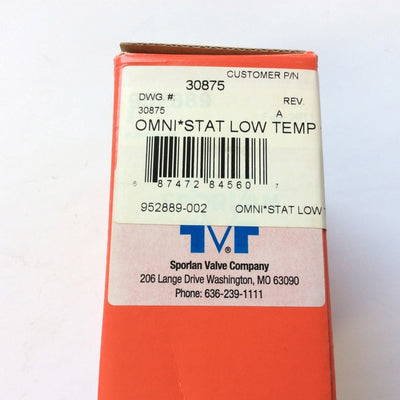 CUSTOMER P/N
30875
DWG. #:
REV.
30875
A
OMNI*STAT LOW TEMP
6 87472 84560 7
952889-002 OMNI*STAT LOW
Sporlan Valve Company
206 Lange Drive Washington, MO 63090
Phone: 636-239-1111